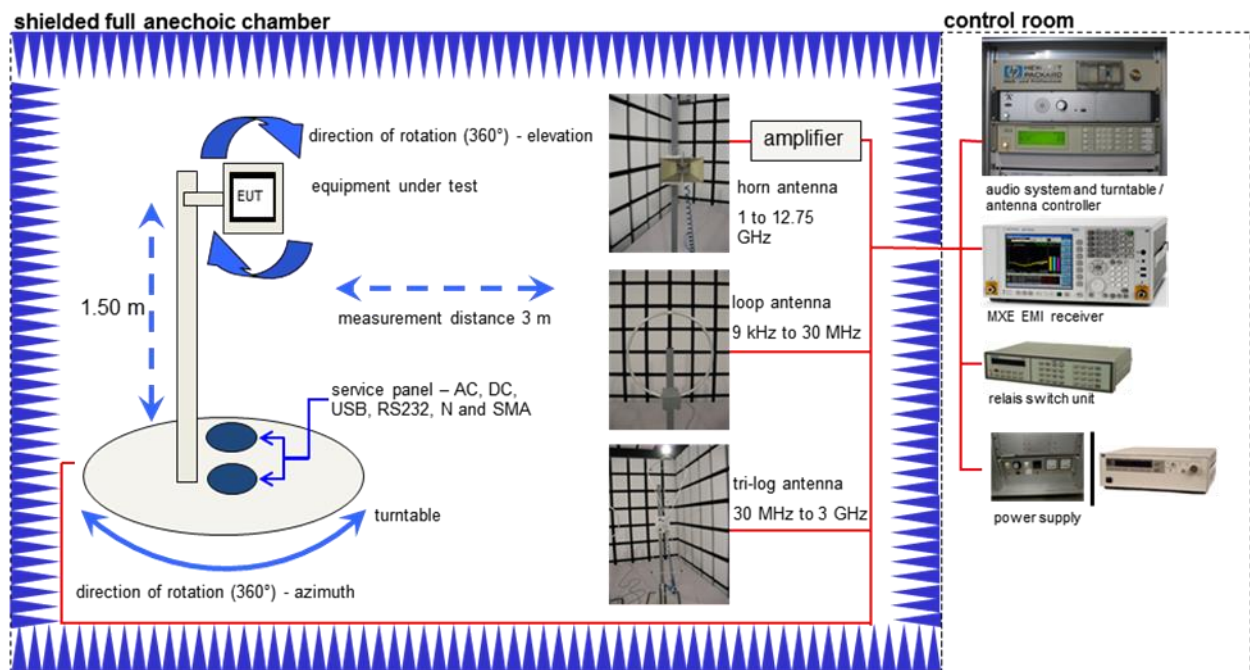 shielded full anechoic chamber
control room
direction of rotation (360°) - elevation
equipment under test
EUT
1.50 m
measurement distance 3 m
service panel – AC, DC,
USB, RS232, N and SMA
turntable
direction of rotation (360°) - azimuth
amplifier
horn antenna
1 to 12.75
GHz
loop antenna
9 kHz to 30 MHz
tri-log antenna
30 MHz to 3 GHz
hp
HEWLETT
PACKARD
audio system and turntable /
antenna controller
MXE EMI receiver
relais switch unit
power supply